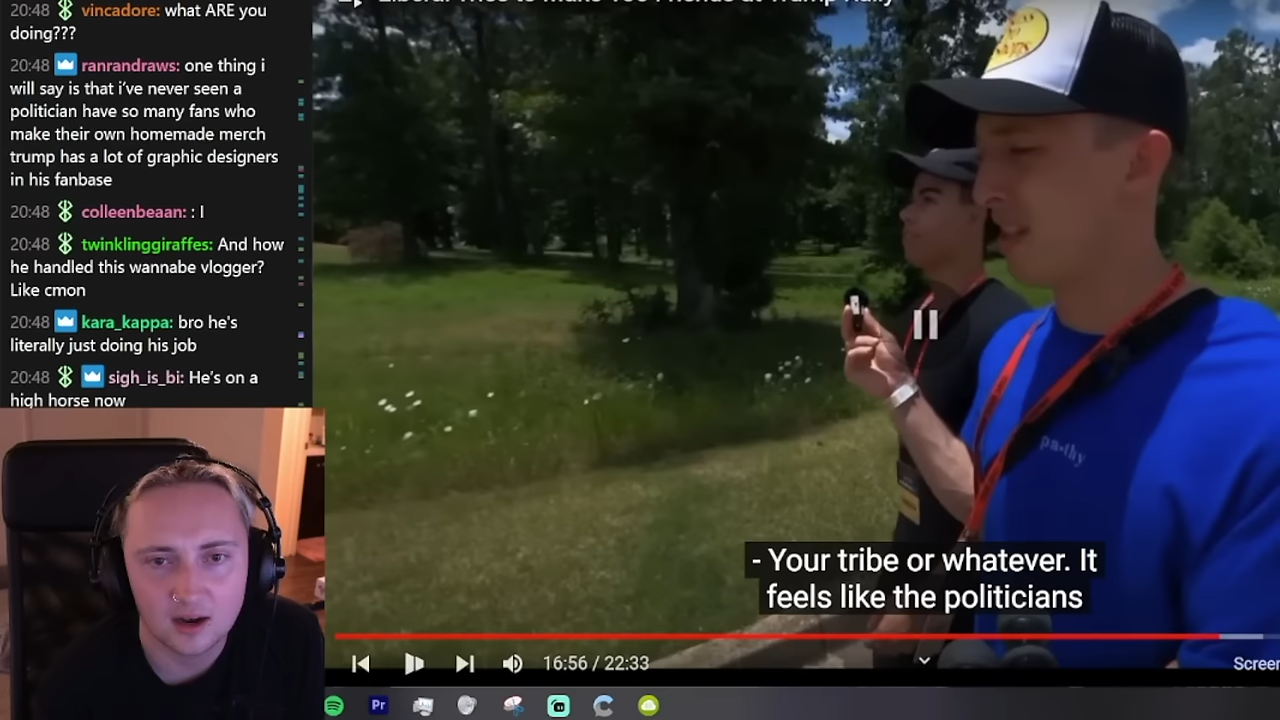 20:48 vincadore: what ARE you
doing???
20:48 ranrandraws: one thing i
will say is that i've never seen a
politician have so many fans who
make their own homemade merch
trump has a lot of graphic designers
in his fanbase
20:48 colleenbeaan: : I
20:48 twinklinggiraffes: And how
he handled this wannabe vlogger?
Like cmon
20:48 kara_kappa: bro he's
literally just doing his job
20:48 sigh_is_bi: He's on a
high horse now
pn•thy
- Your tribe or whatever. It
feels like the politicians
16:56 / 22:33
Screen
Pr